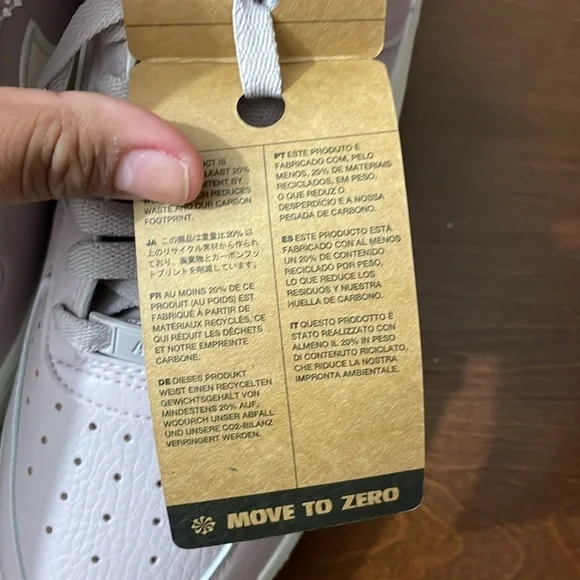 CT IS
LEAST 20%
TENT BY
H REDUCES
WASTE AND OUR CARBON
FOOTPRINT.
JA この商品は重量比20%以
上のリサイクル素材から作られ
ており、廃棄物とカーボンフッ
トプリントを削減しています。
FR AU MOINS 20% DE CE
PRODUIT (AU POIDS) EST
FABRIQUÉ À PARTIR DE
MATÉRIAUX RECYCLÉS, CE
QUI RÉDUIT LES DÉCHETS
ET NOTRE EMPREINTE
CARBONE.
DE DIESES PRODUKT
WEIST EINEN RECYCELTEN
GEWICHTSGEHALT VON
MINDESTENS 20% AUF,
WODURCH UNSER ABFALL
UND UNSERE CO2-BILANZ
VERRINGERT WERDEN.
PT ESTE PRODUTO É
FABRICADO COM, PELO
MENOS, 20% DE MATERIAIS
RECICLADOS, EM PESO,
O QUE REDUZ O
DESPERDÍCIO E A NOSSA
PEGADA DE CARBONO.
ES ESTE PRODUCTO ESTÁ
FABRICADO CON AL MENOS
UN 20% DE CONTENIDO
RECICLADO POR PESO,
LO QUE REDUCE LOS
RESIDUOS Y NUESTRA
HUELLA DE CARBONO.
IT QUESTO PRODOTTO È
STATO REALIZZATO CON
ALMENO IL 20% IN PESO
DI CONTENUTO RICICLATO,
CHE RIDUCE LA NOSTRA
IMPRONTA AMBIENTALE.
MOVE TO ZERO